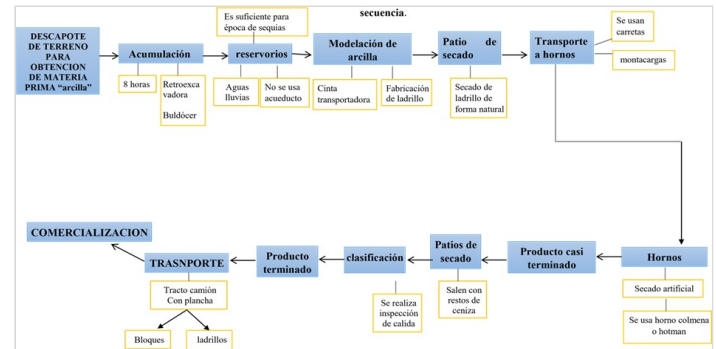 secuencia.
DESCAPOTE
DE TERRENO
PARA
OBTENCION
DE MATERIA
PRIMA “arcilla”
Acumulación
8 horas
Retroexca
vadora
Buldócer
Es suficiente para
época de sequias
reservorios
Aguas
lluvias
No se usa
acueducto
Modelación de
arcilla
Cinta
transportadora
Fabricación
de ladrillo
Patio de
secado
Secado de
ladrillo de
forma natural
Transporte
a hornos
Se usan
carretas
montacargas
Hornos
Secado artificial
Se usa horno colmena
o hotman
Producto casi
terminado
Patios de
secado
Salen con
restos de
ceniza
clasificación
Se realiza
inspección
de calida
Producto
terminado
TRASNPORTE
Tracto camión
Con plancha
Bloques
ladrillos
COMERCIALIZACION